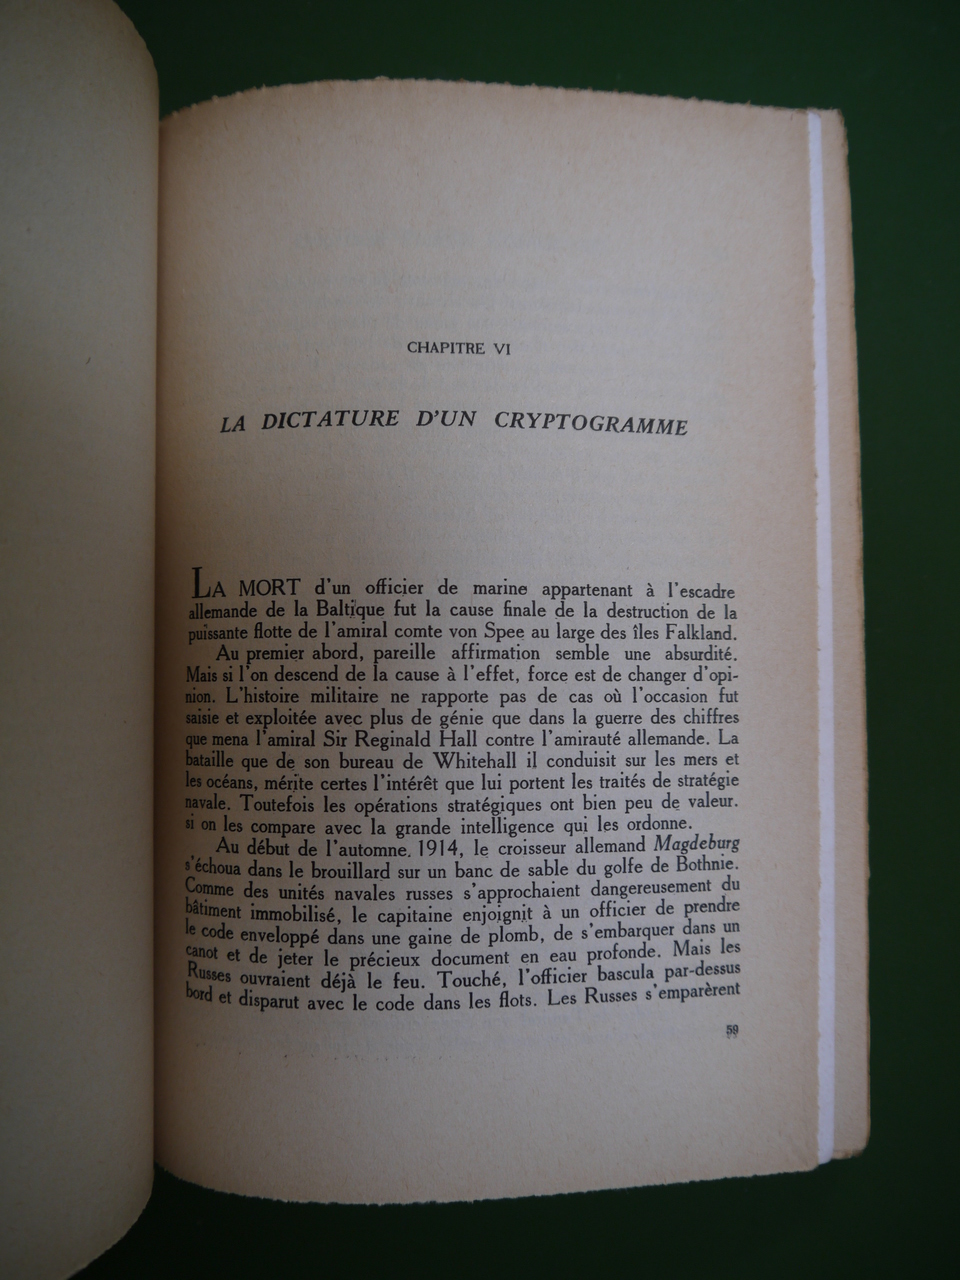 CHAPITRE VI
LA DICTATURE D'UN CRYPTOGRAMME
LA MORT d'un officier de marine appartenant à l'escadre
allemande de la Baltique fut la cause finale de la destruction de la
puissante flotte de l'amiral comte von Spee au large des îles Falkland.
Au premier abord, pareille affirmation semble une absurdité.
Mais si l'on descend de la cause à l'effet, force est de changer d'opi-
nion. L'histoire militaire ne rapporte pas de cas où l'occasion fut
saisie et exploitée avec plus de génie que dans la guerre des chiffres
que mena l'amiral Sir Reginald Hall contre l'amirauté allemande. La
bataille que de son bureau de Whitehall il conduisit sur les mers et
les océans, mérite certes l'intérêt que lui portent les traités de stratégie
navale. Toutefois les opérations stratégiques ont bien peu de valeur.
si on les compare avec la grande intelligence qui les ordonne.
Au début de l'automne, 1914, le croisseur allemand Magdeburg
s'échoua dans le brouillard sur un banc de sable du golfe de Bothnie.
Comme des unités navales russes s'approchaient dangereusement du
bâtiment immobilisé, le capitaine enjoignit à un officier de prendre
le code enveloppé dans une gaine de plomb, de s'embarquer dans un
canot et de jeter le précieux document en eau profonde. Mais les
Russes ouvraient déjà le feu. Touché, l'officier bascula par-dessus
bord et disparut avec le code dans les flots. Les Russes s'emparèrent
59